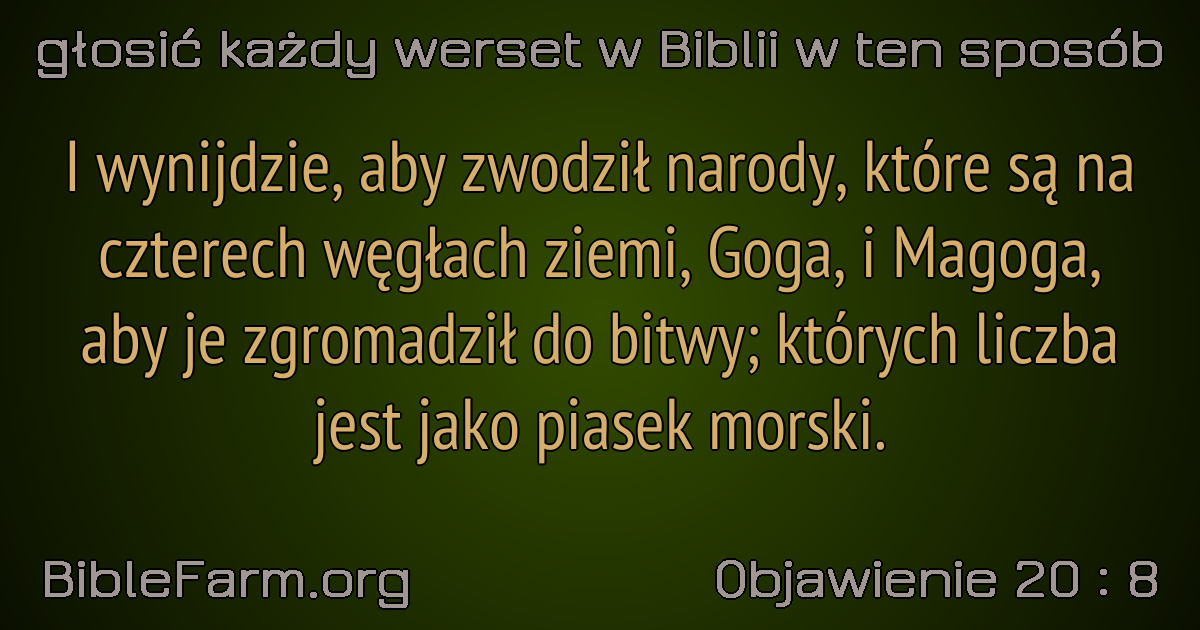 głosić każdy werset w Biblii w ten sposób
I wynijdzie, aby zwodził narody, które są na
czterech węgłach ziemi, Goga, i Magoga,
aby je zgromadził do bitwy; których liczba
jest jako piasek morski.
BibleFarm.org
Objawienie 20 : 8